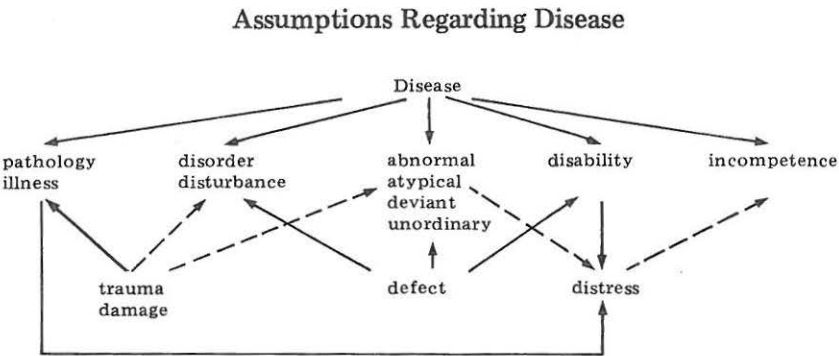 Assumptions Regarding Disease
Disease
pathology
illness
disorder
disturbance
abnormal
atypical
deviant
unordinary
disability
incompetence
trauma
damage
defect
distress